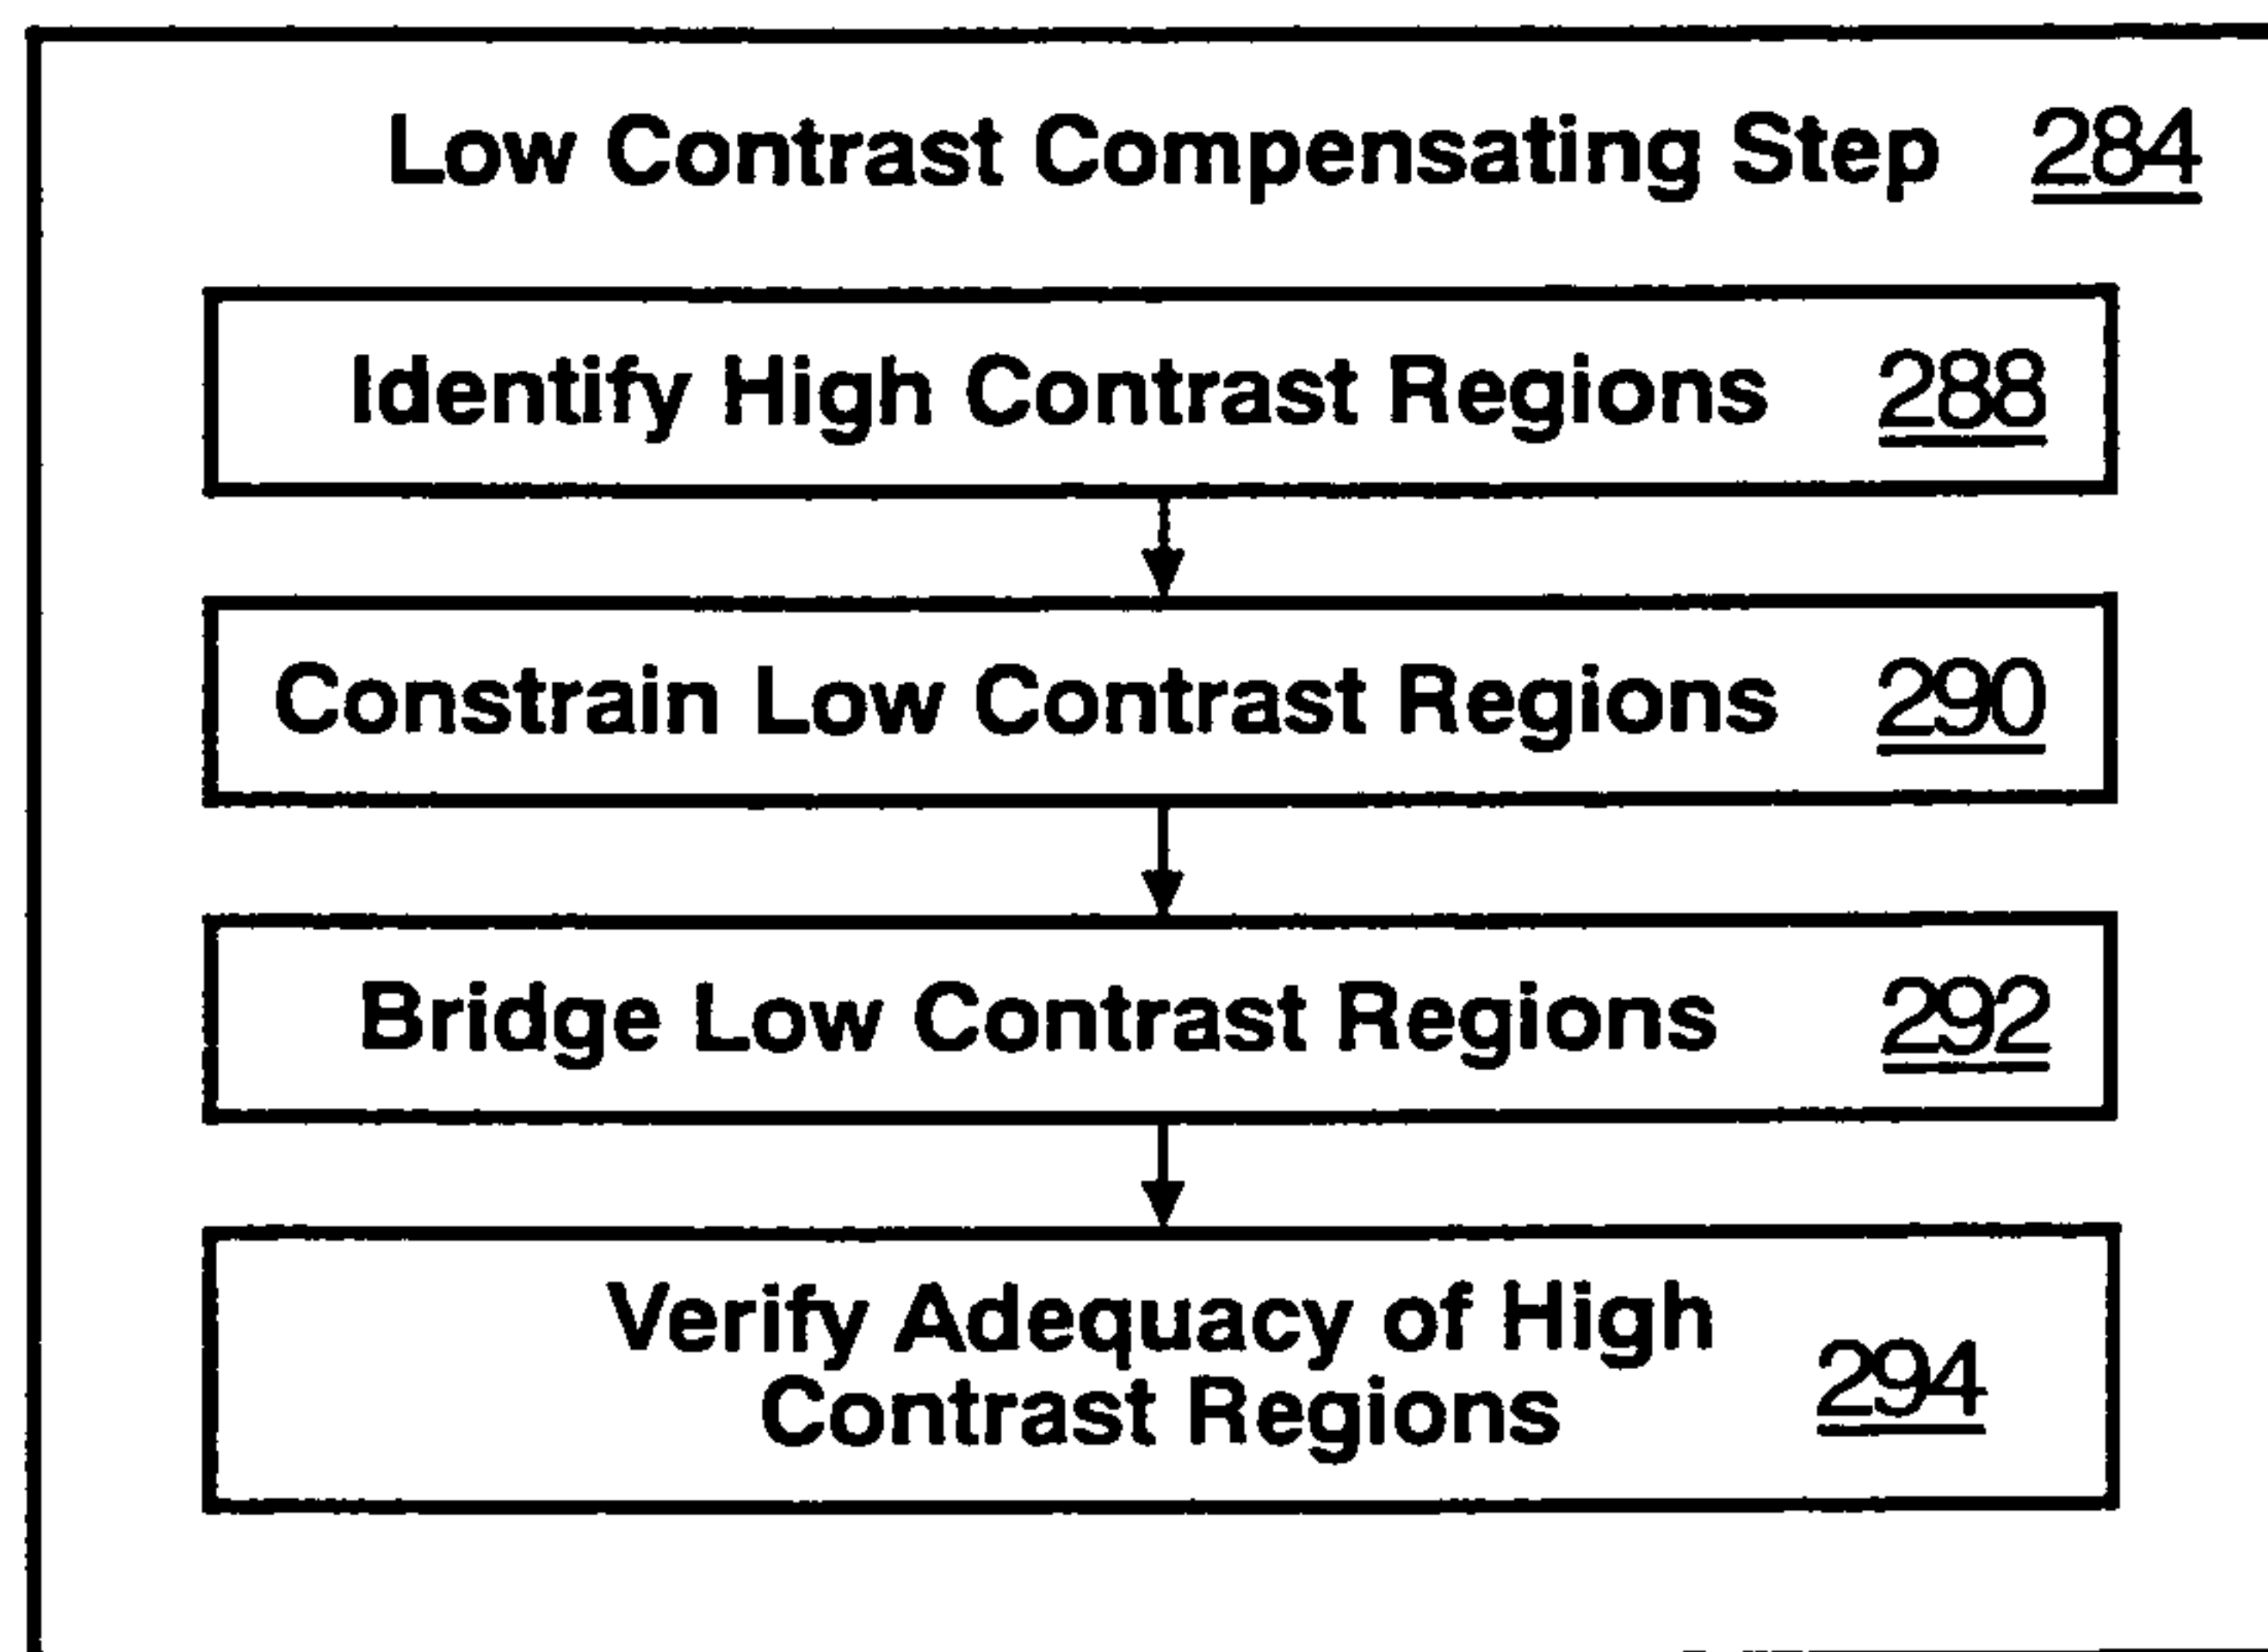 Low Contrast Compensating Step 284
Identify High Contrast Regions 288
Constrain Low Contrast Regions 290
Bridge Low Contrast Regions 292
Verify Adequacy of High
Contrast Regions 294